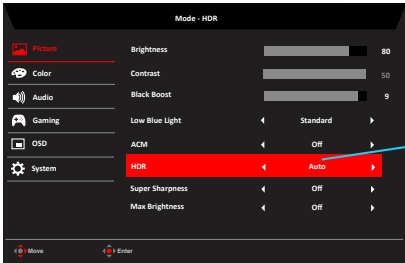 Mode - HDR
Picture
Brightness 80
Color
Contrast 50
Audio
Black Boost 9
Gaming
Low Blue Light Standard
OSD
ACM Off
System
HDR Auto
Super Sharpness Off
Max Brightness Off
Move Enter